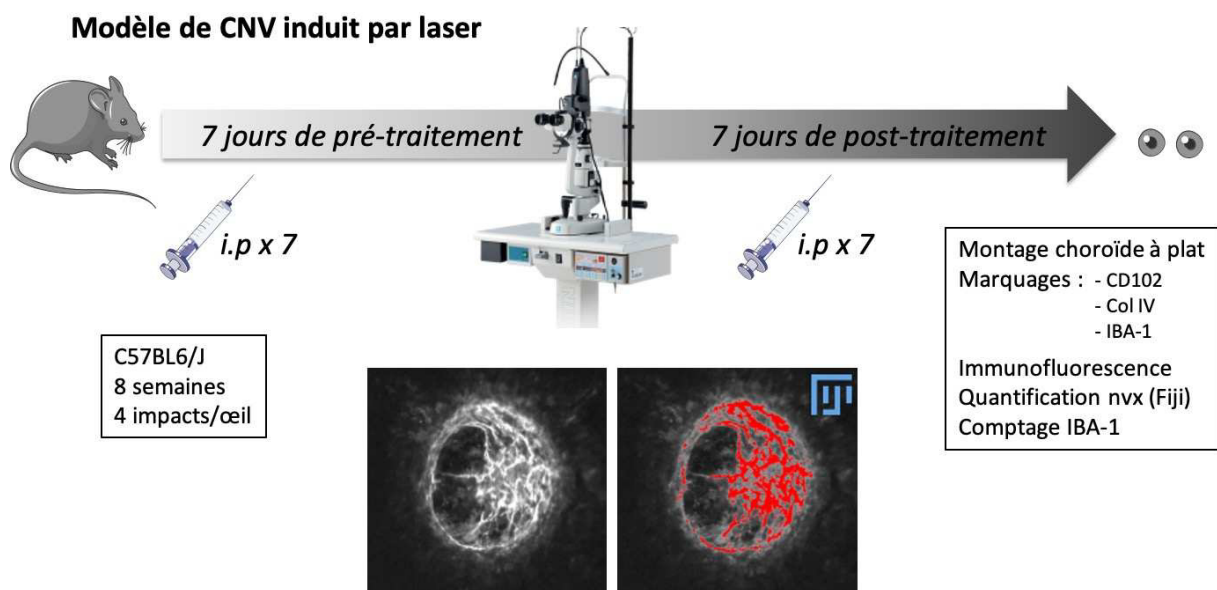 Modèle de CNV induit par laser
7 jours de pré-traitement
7 jours de post-traitement
i.p x 7
i.p x 7
C57BL6/J
8 semaines
4 impacts/œil
Montage choroïde à plat
Marquages : - CD102
- Col IV
- IBA-1
Immunofluorescence
Quantification nvx (Fiji)
Comptage IBA-1